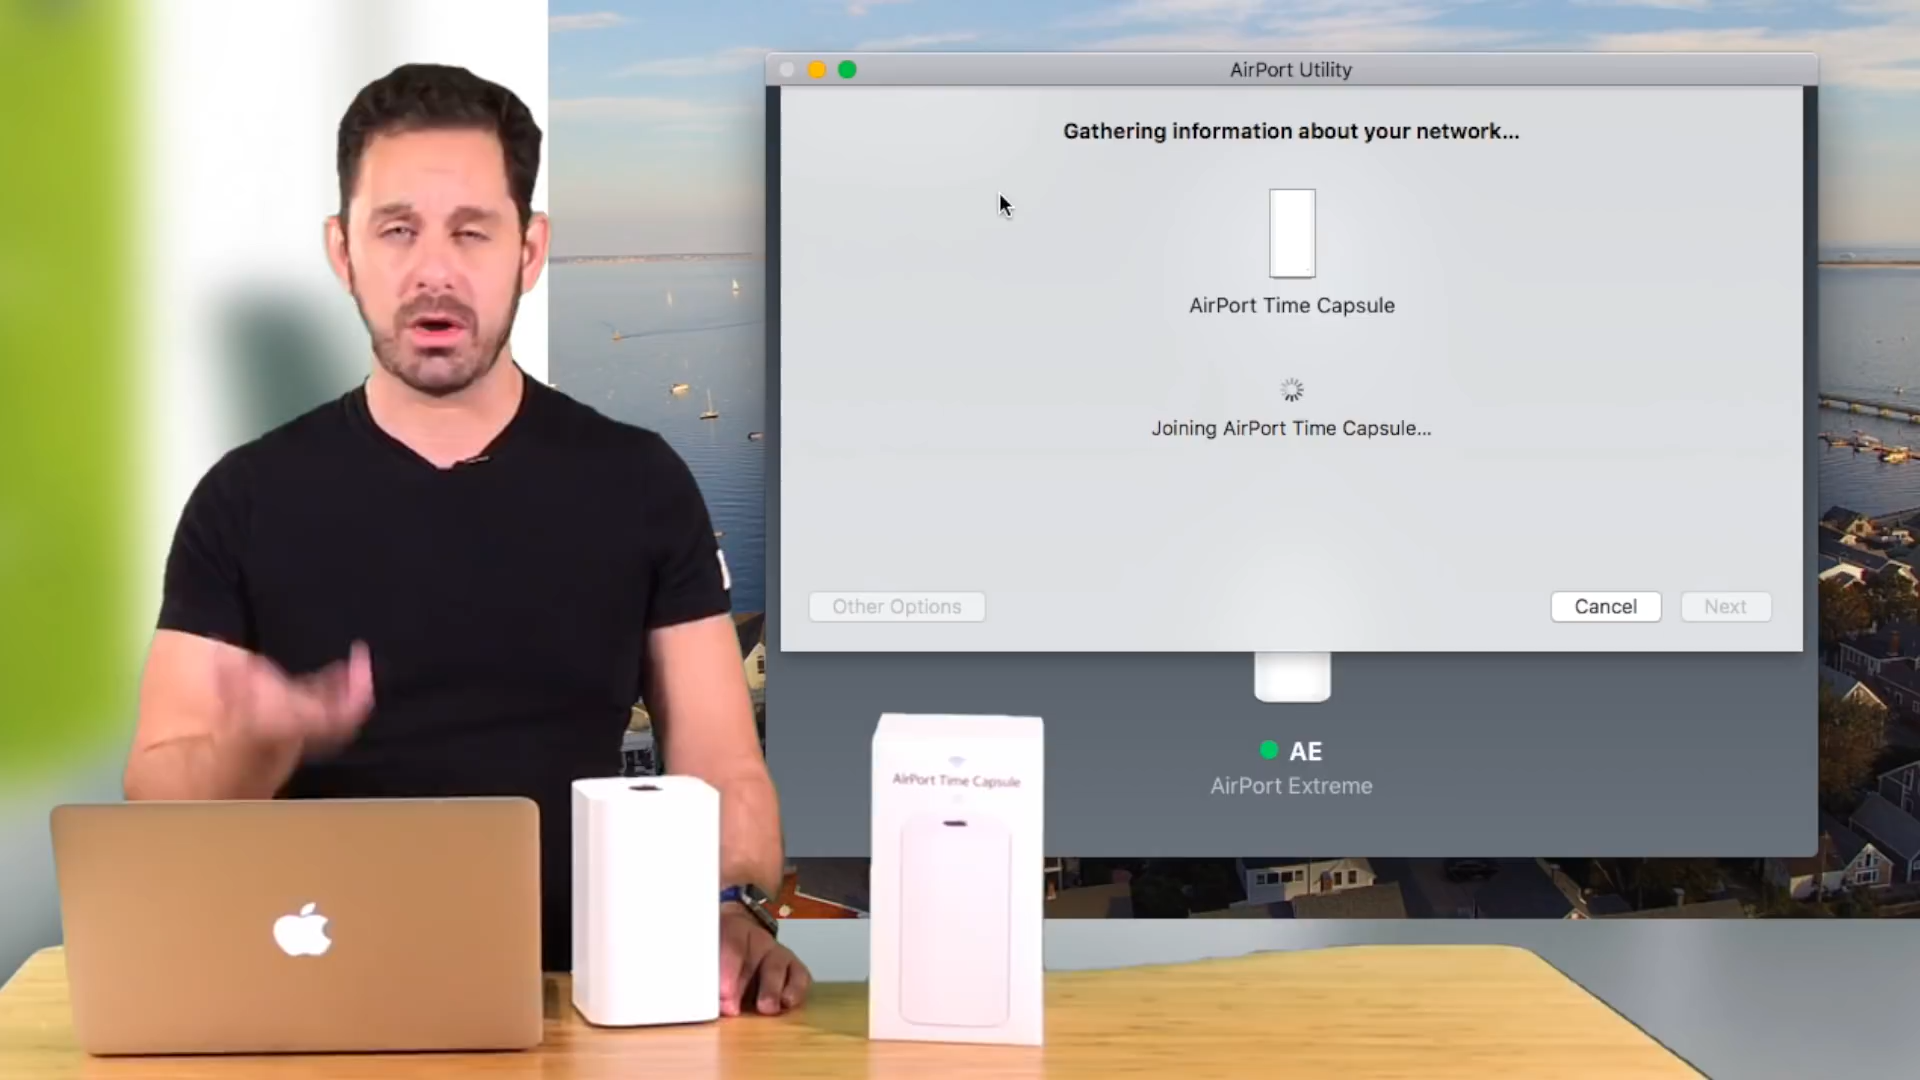 AirPort Utility
Gathering information about your network...
AirPort Time Capsule
Joining AirPort Time Capsule...
Other Options
Cancel
Next
AE
AirPort Extreme
AirPort Time Capsule